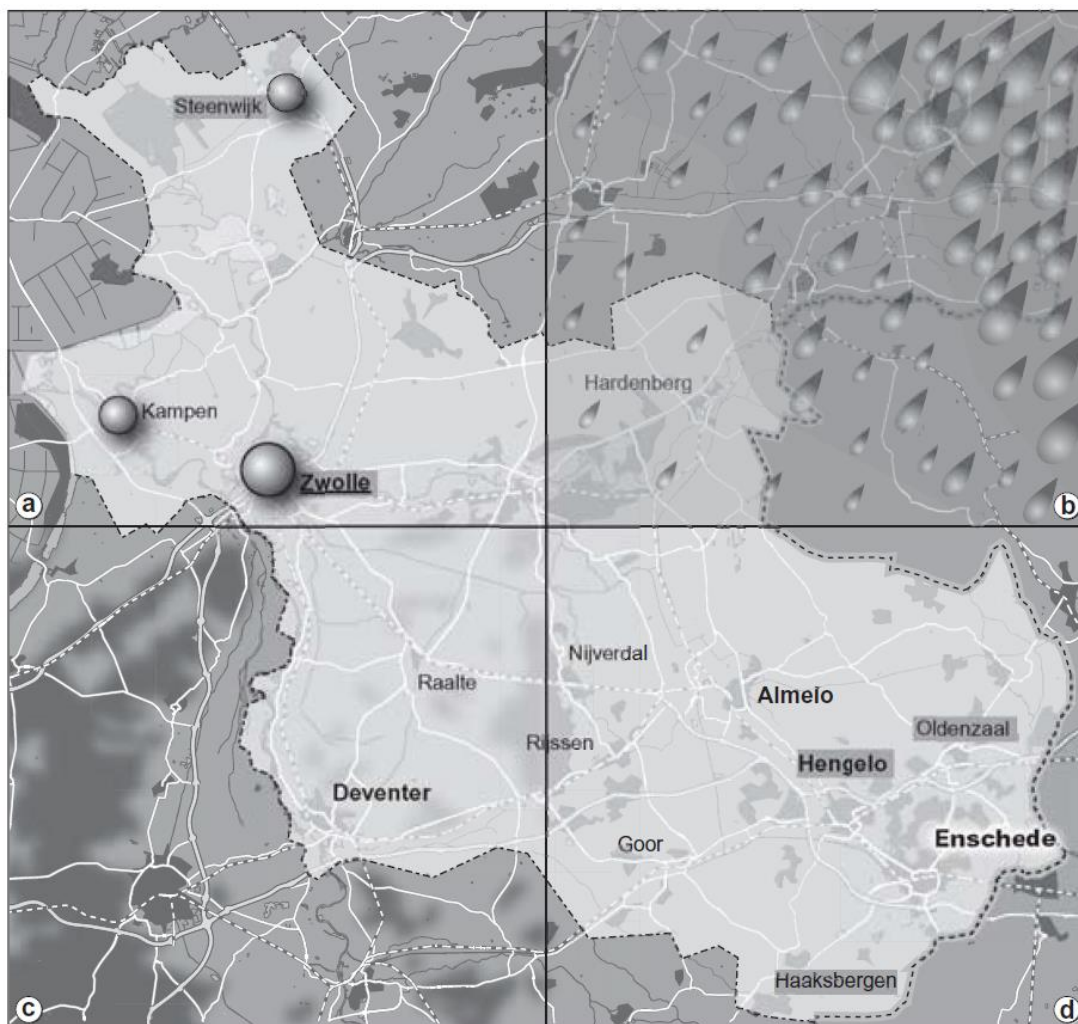 Steenwijk
Kampen
Zwolle
a
Hardenberg
b
Raalte
Deventer
c
Nijverdal
Almelo
Rijssen
Oldenzaal
Hengelo
Goor
Enschede
Haaksbergen
d